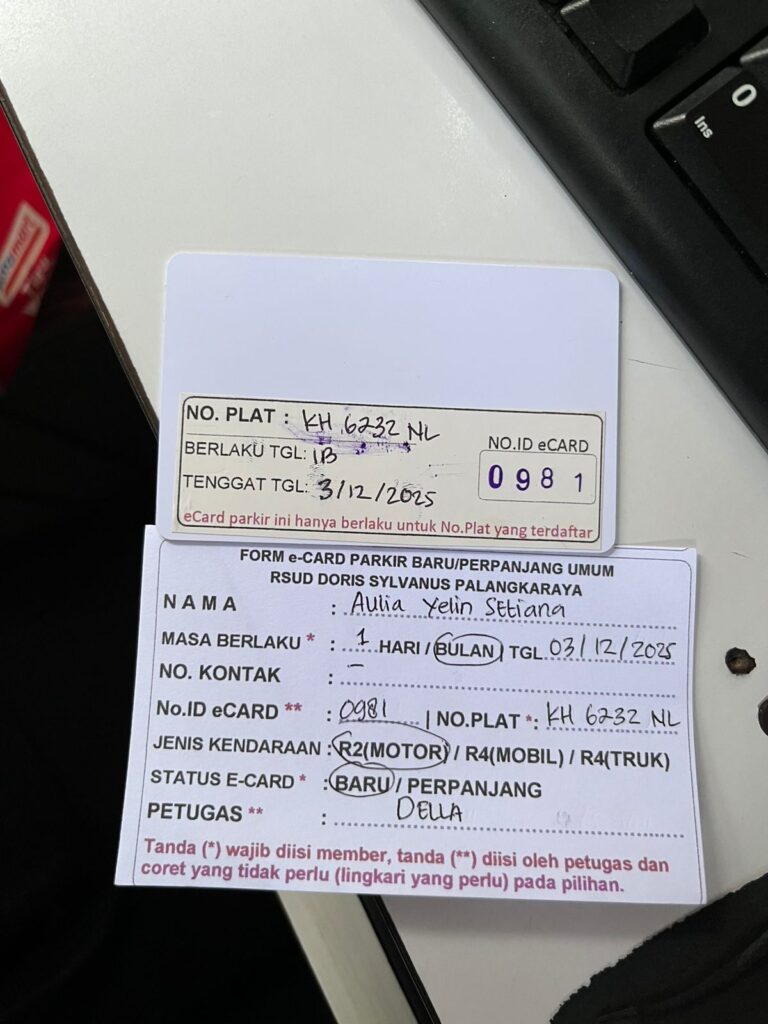 0
Ins
NO. PLAT : KH 6232 NL
BERLAKU TGL: 1B
NO.ID eCARD
0981
TENGGAT TGL: 3/12/2025
eCard parkir ini hanya berlaku untuk No.Plat yang terdaftar
FORM e-CARD PARKIR BARU/PERPANJANG UMUM
RSUD DORIS SYLVANUS PALANGKARAYA
NAMA : Aulia Yelin Setiana
MASA BERLAKU * : 1 HARI / BULAN | TGL 03/12/2025
NO. KONTAK : -
No.ID eCARD ** : 0981 | NO.PLAT *: KH 6232 NL
JENIS KENDARAAN : R2(MOTOR) / R4(MOBIL) / R4(TRUK)
STATUS E-CARD * : BARU / PERPANJANG
PETUGAS ** : DELLA
Tanda (*) wajib diisi member, tanda (**) diisi oleh petugas dan
coret yang tidak perlu (lingkari yang perlu) pada pilihan.